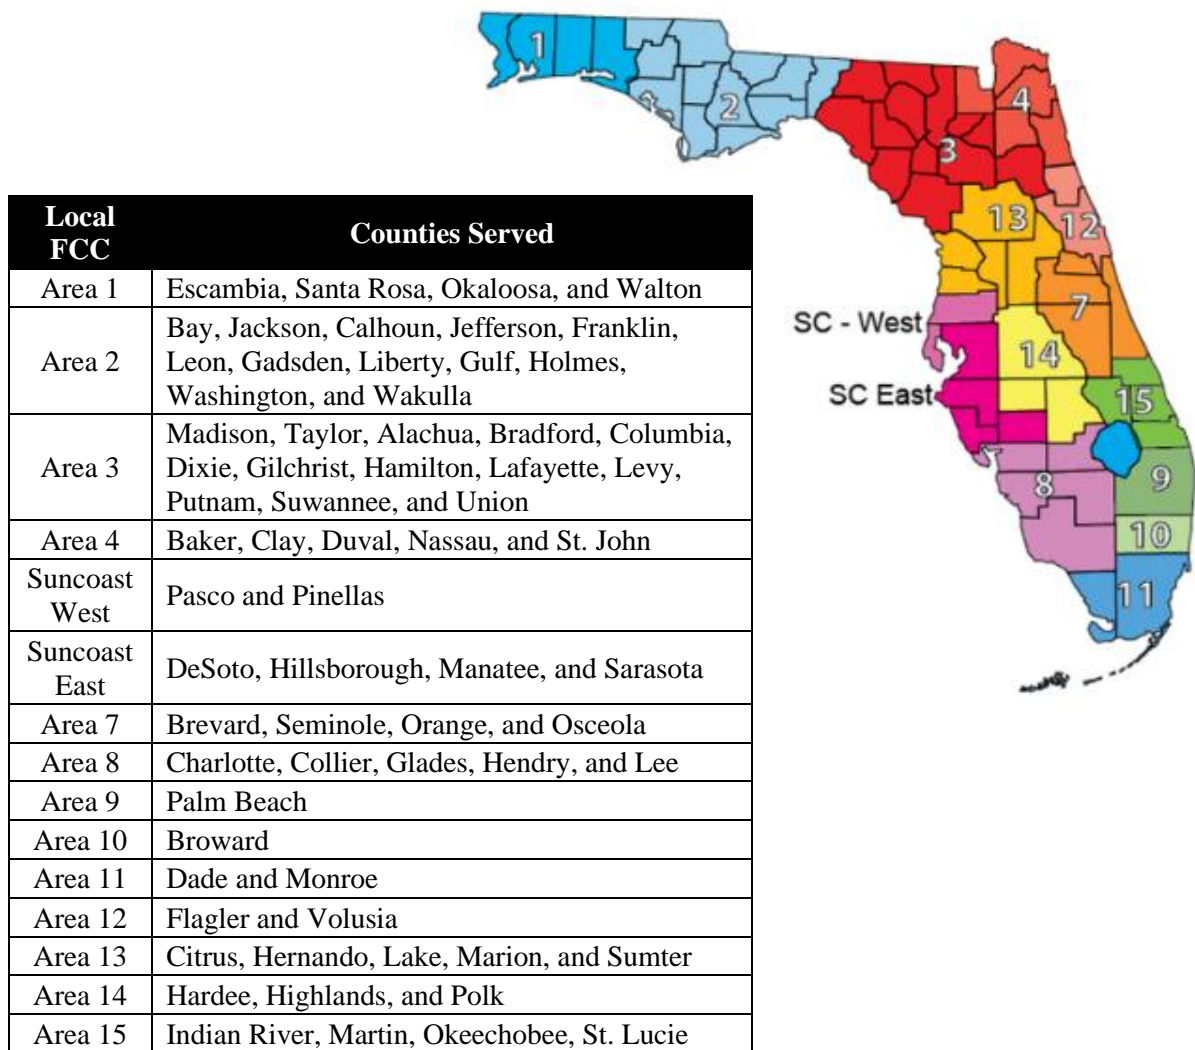 1
2
2
3
4
13
12
7
SC - West
14
SC East
15
8
9
10
11
Local
FCC
Counties Served
Area 1
Escambia, Santa Rosa, Okaloosa, and Walton
Area 2
Bay, Jackson, Calhoun, Jefferson, Franklin,
Leon, Gadsden, Liberty, Gulf, Holmes,
Washington, and Wakulla
Area 3
Madison, Taylor, Alachua, Bradford, Columbia,
Dixie, Gilchrist, Hamilton, Lafayette, Levy,
Putnam, Suwannee, and Union
Area 4
Baker, Clay, Duval, Nassau, and St. John
Suncoast
West
Pasco and Pinellas
Suncoast
East
DeSoto, Hillsborough, Manatee, and Sarasota
Area 7
Brevard, Seminole, Orange, and Osceola
Area 8
Charlotte, Collier, Glades, Hendry, and Lee
Area 9
Palm Beach
Area 10
Broward
Area 11
Dade and Monroe
Area 12
Flagler and Volusia
Area 13
Citrus, Hernando, Lake, Marion, and Sumter
Area 14
Hardee, Highlands, and Polk
Area 15
Indian River, Martin, Okeechobee, St. Lucie